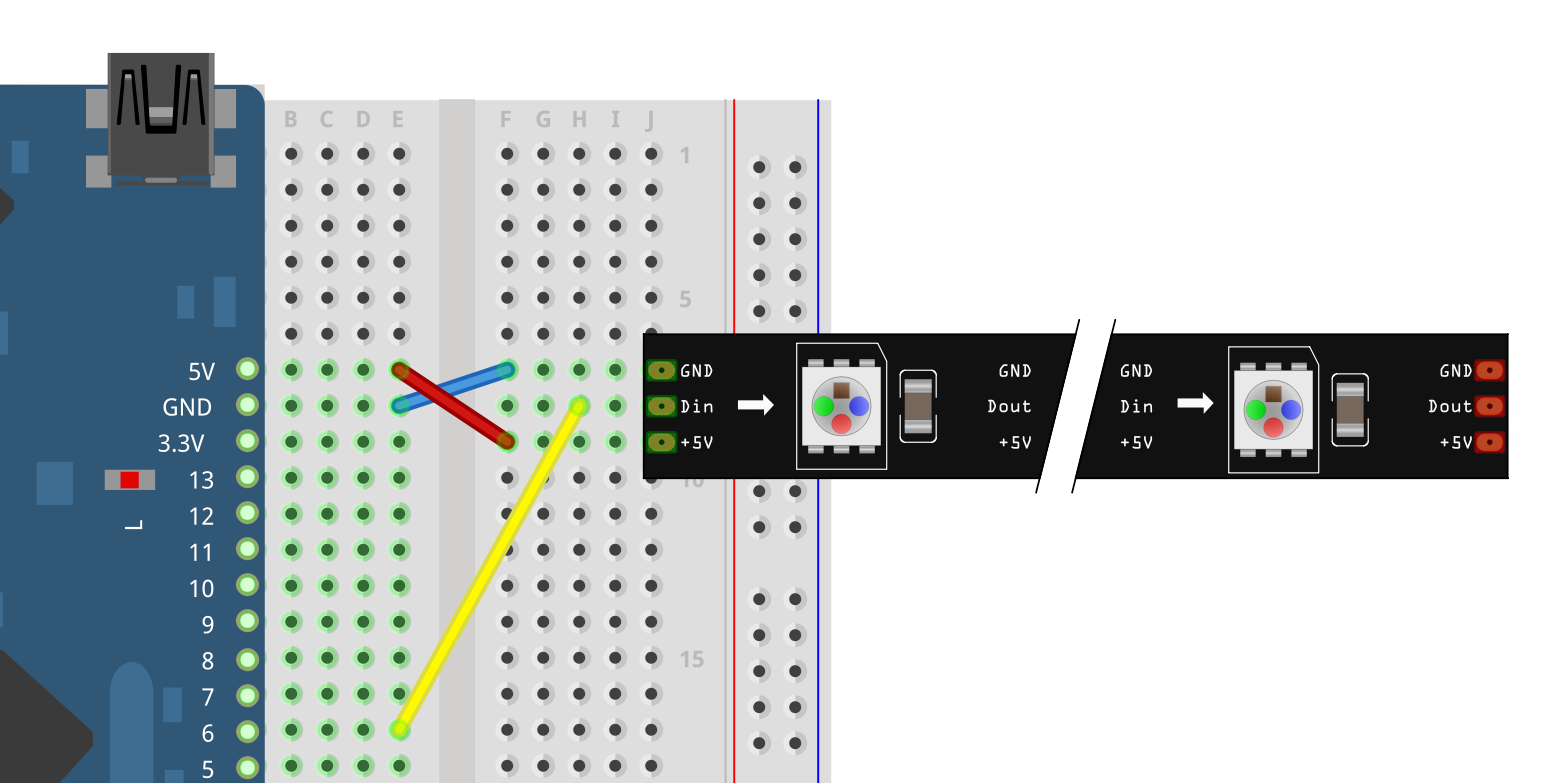 B C D E F G H I J
1
5
5V
GND
3.3V
13
12
11
10
9
8
7
6
5
L
15
GND
Din
+5V
GND
Dout
+5V
GND
Din
+5V
GND
Dout
+5V